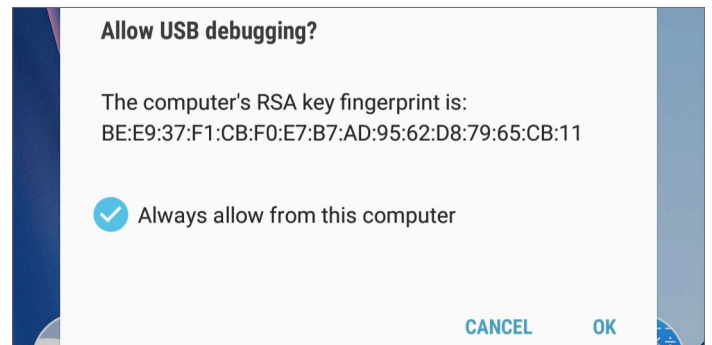 Allow USB debugging?
The computer's RSA key fingerprint is:
BE:E9:37:F1:CB:F0:E7:B7:AD:95:62:D8:79:65:CB:11
Always allow from this computer
CANCEL OK